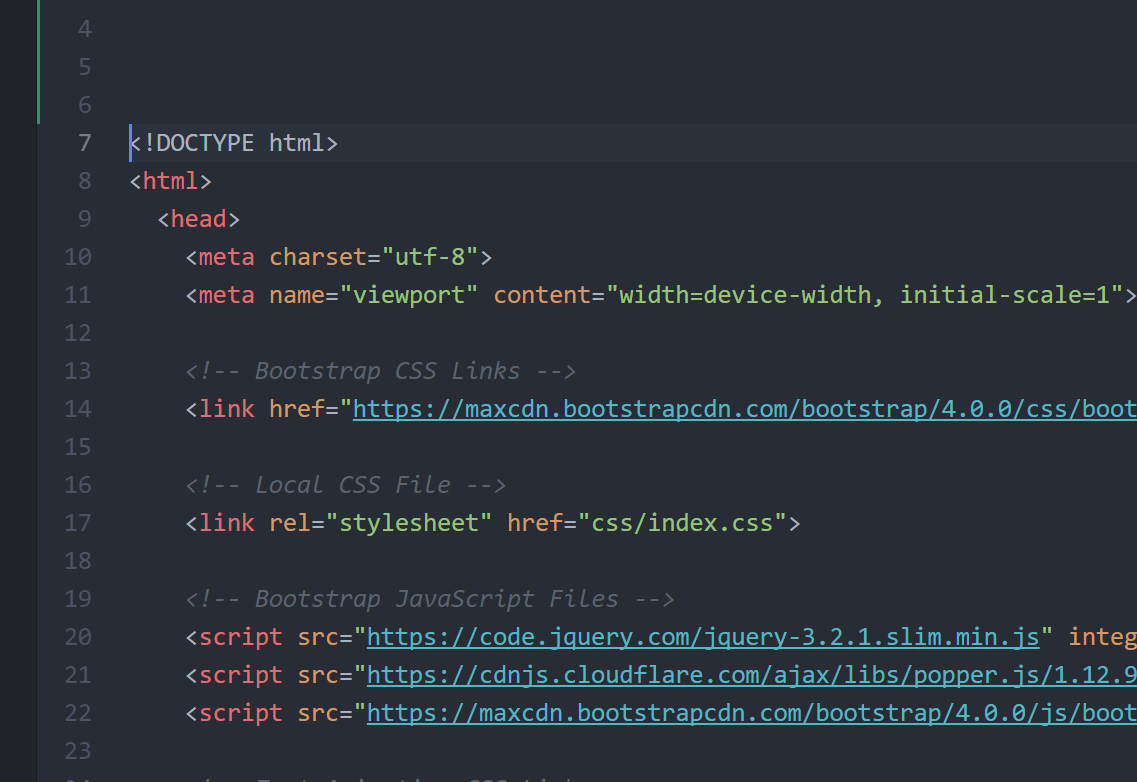 4
5
6
7 <!DOCTYPE html>
8 <html>
9 <head>
10 <meta charset="utf-8">
11 <meta name="viewport" content="width=device-width, initial-scale=1">
12
13 <!-- Bootstrap CSS Links -->
14 <link href="https://maxcdn.bootstrapcdn.com/bootstrap/4.0.0/css/boot
15
16 <!-- Local CSS File -->
17 <link rel="stylesheet" href="css/index.css">
18
19 <!-- Bootstrap JavaScript Files -->
20 <script src="https://code.jquery.com/jquery-3.2.1.slim.min.js" integ
21 <script src="https://cdnjs.cloudflare.com/ajax/libs/popper.js/1.12.9
22 <script src="https://maxcdn.bootstrapcdn.com/bootstrap/4.0.0/js/boot
23